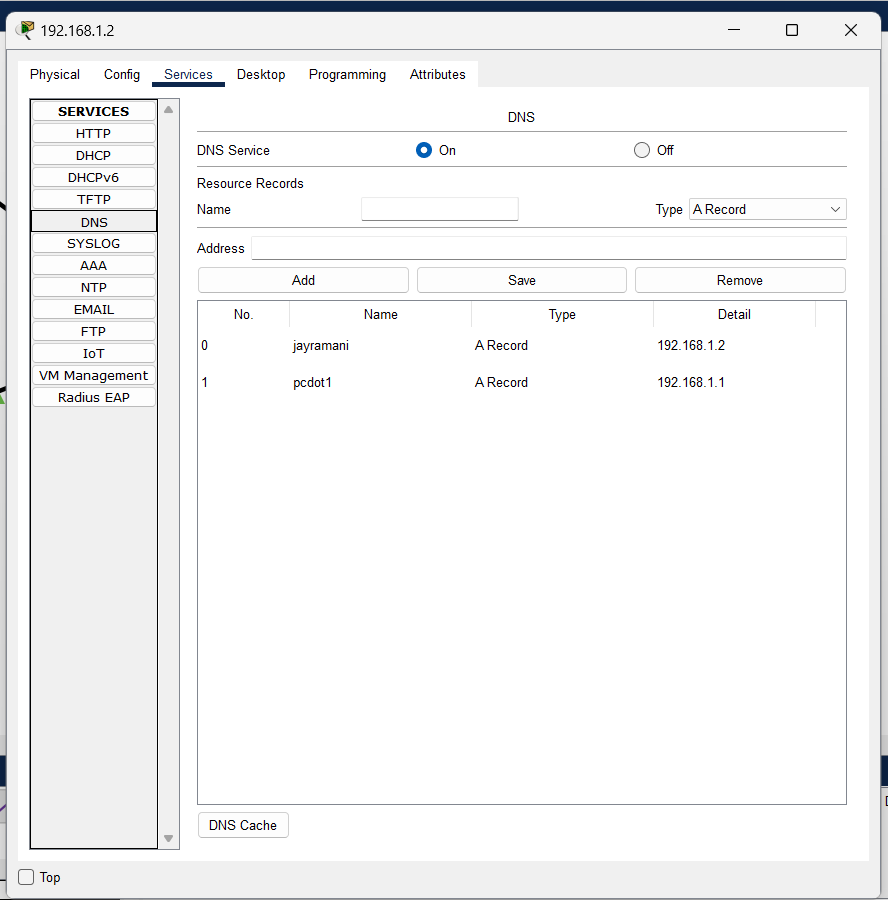 192.168.1.2
Physical Config Services Desktop Programming Attributes
SERVICES
HTTP
DHCP
DHCPv6
TFTP
DNS
SYSLOG
AAA
NTP
EMAIL
FTP
IoT
VM Management
Radius EAP
DNS
DNS Service On Off
Resource Records
Name Type A Record
Address
Add Save Remove
No. Name Type Detail
0 jayramani A Record 192.168.1.2
1 pcdot1 A Record 192.168.1.1
DNS Cache
Top